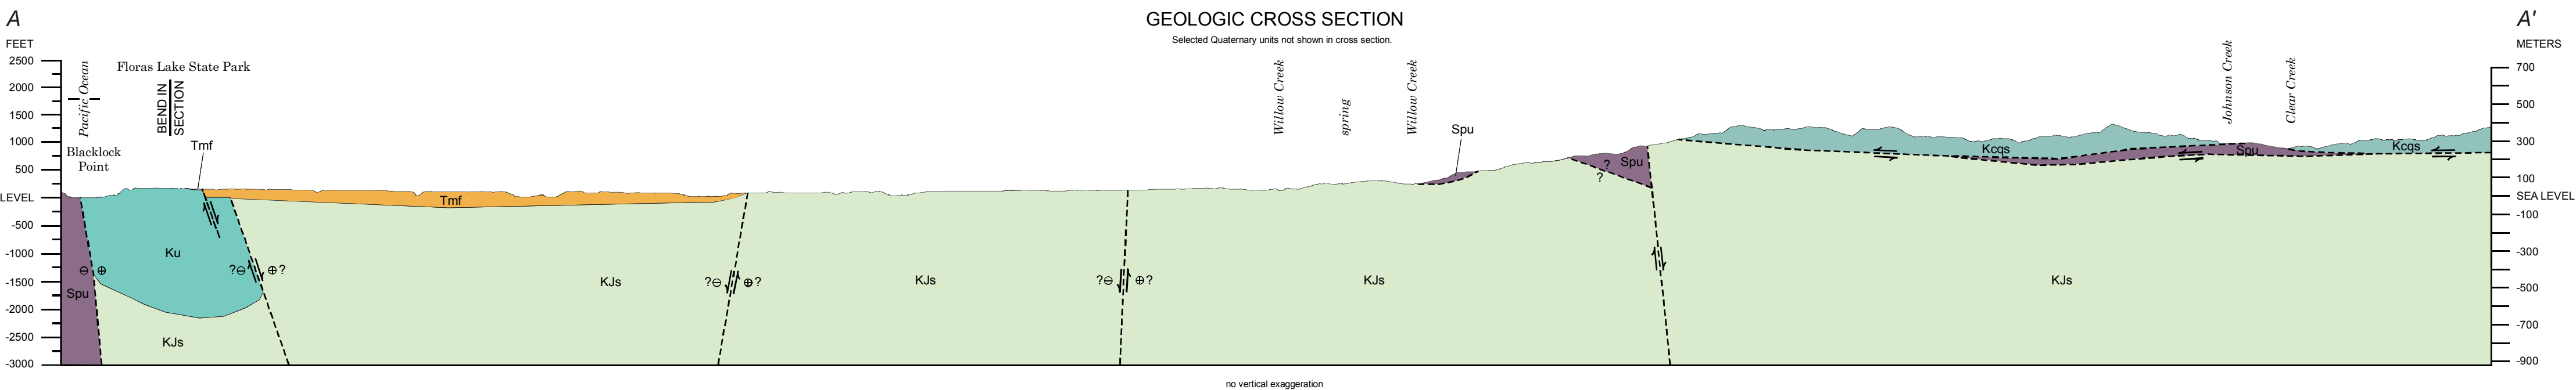 A
GEOLOGIC CROSS SECTION
A'
Selected Quaternary units not shown in cross section.
FEET
METERS
Pacific Ocean
Floras Lake State Park
BEND IN
SECTION
Willow Creek
spring
Willow Creek
Johnson Creek
Clear Creek
Blacklock
Point
Tmf
Spu
2500
2000
1500
1000
500
LEVEL
-500
-1000
-1500
-2000
-2500
-3000
700
500
300
100
SEA LEVEL
-100
-300
-500
-700
-900
Tmf
? Spu
?
Kcqs
Spu
Kcqs
Ku
Spu
?⊖ ⊕?
KJs
KJs
?⊖ ⊕?
KJs
?⊖ ⊕?
KJs
KJs
no vertical exaggeration